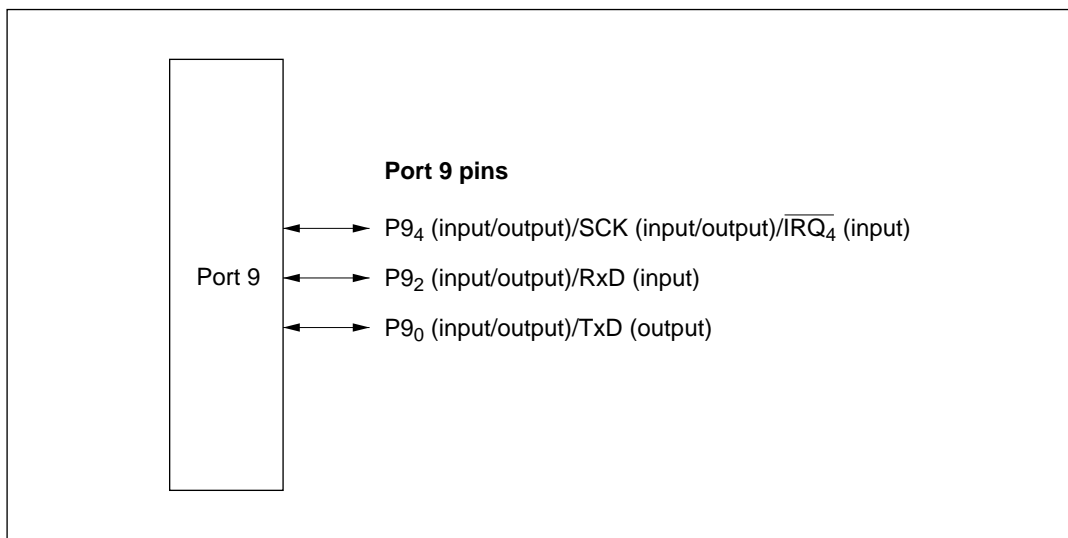 Port 9 pins
P9₄ (input/output)/SCK (input/output)/I̅R̅Q̅₄̅ (input)
Port 9
P9₂ (input/output)/RxD (input)
P9₀ (input/output)/TxD (output)